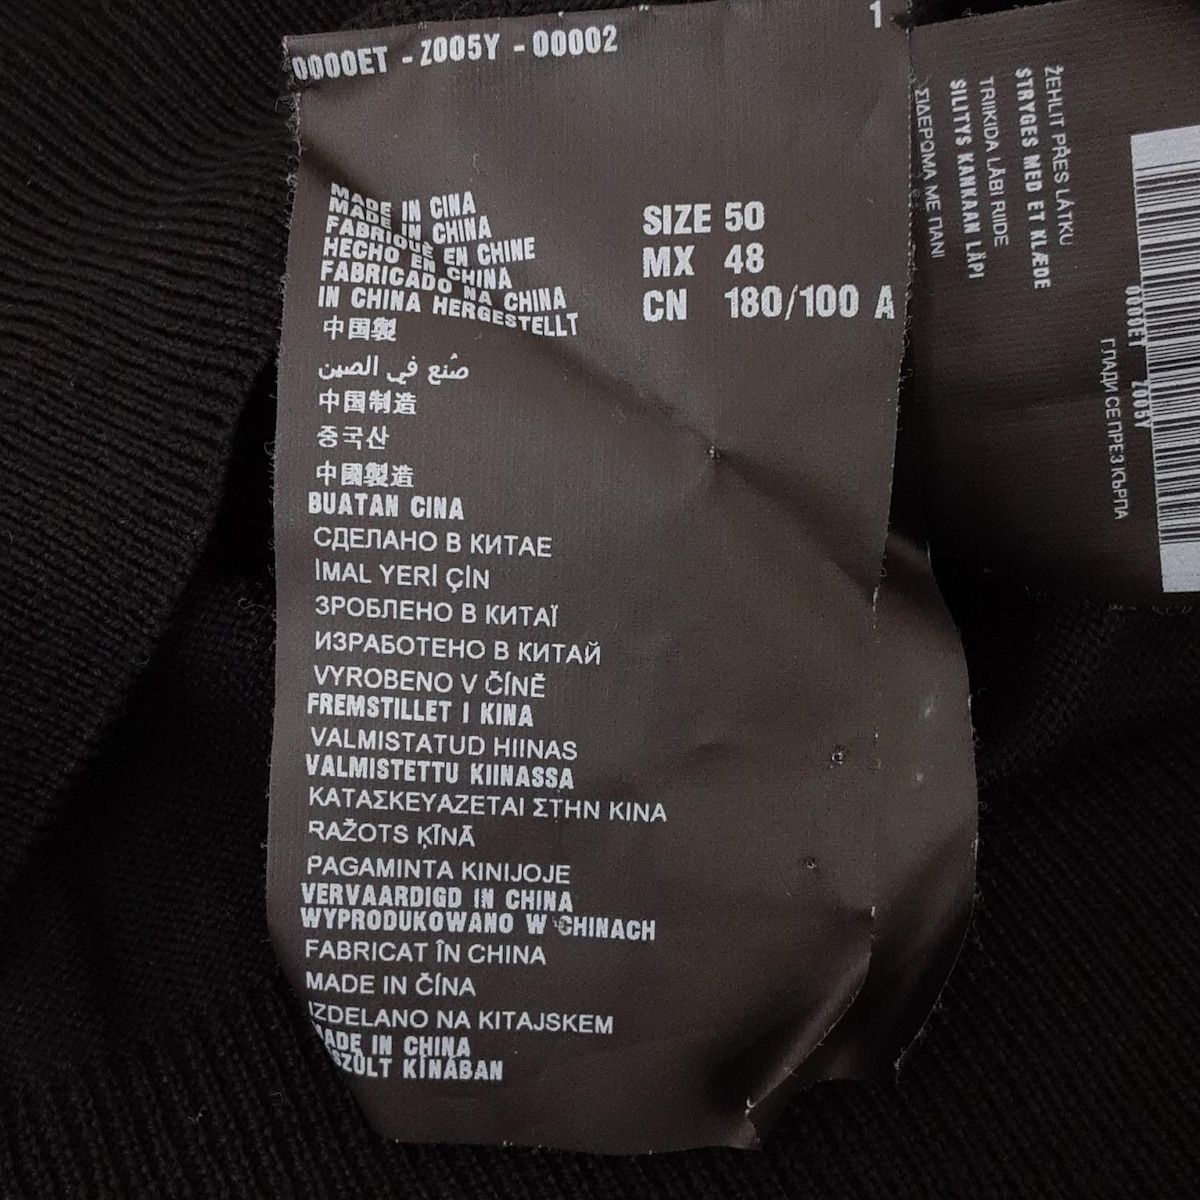 0000ET - Z005Y - 00002
1
MADE IN CINA
MADE IN CHINA
FABRIQUÉ EN CHINE
HECHO EN CHINA
FABRICADO NA CHINA
IN CHINA HERGESTELLT
中国製
صُنع في الصين
中国制造
중국산
中國製造
BUATAN CINA
СДЕЛАНО В КИТАЕ
İMAL YERİ ÇİN
ЗРОБЛЕНО В КИТАЇ
ИЗРАБОТЕНО В КИТАЙ
VYROBENO V ČÍNĚ
FREMSTILLET I KINA
VALMISTATUD HIINAS
VALMISTETTU KIINASSA
ΚΑΤΑΣΚΕΥΑΖΕΤΑΙ ΣΤΗΝ ΚΙΝΑ
RAŽOTS ĶĪNĀ
PAGAMINTA KINIJOJE
VERVAARDIGD IN CHINA
WYPRODUKOWANO W CHINACH
FABRICAT ÎN CHINA
MADE IN ČÍNA
IZDELANO NA KITAJSKEM
MADE IN CHINA
SZÜLT KÍNÁBAN
SIZE 50
MX 48
CN 180/100 A
ŽEHLIT PŘES LÁTKU
STRYGES MED ET KLÆDE
TRIIKIDA LÄBI RIIDE
SILITYS KANKAAN LÄPI
ΣΙΔΕΡΩΜΑ ΜΕ ΠΑΝΙ
0000ET Z005Y
ГЛАДИ СЕ ПРЕЗ КЪРПА